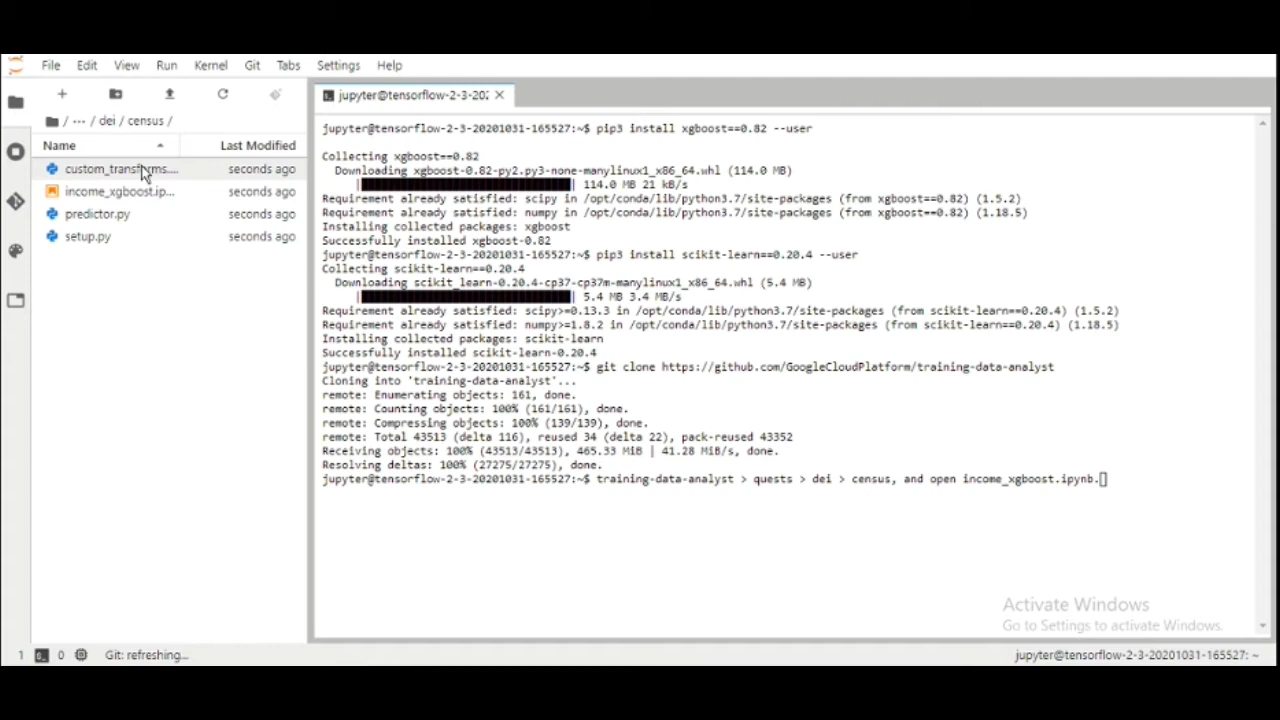 File Edit View Run Kernel Git Tabs Settings Help
/ ··· / dei / census /
Name Last Modified
custom_transforms.... seconds ago
income_xgboost.ip... seconds ago
predictor.py seconds ago
setup.py seconds ago
jupyter@tensorflow-2-3-202
jupyter@tensorflow-2-3-20201031-165527:~$ pip3 install xgboost==0.82 --user
Collecting xgboost==0.82
Downloading xgboost-0.82-py2.py3-none-manylinux1_x86_64.whl (114.0 MB)
114.0 MB 21 kB/s
Requirement already satisfied: scipy in /opt/conda/lib/python3.7/site-packages (from xgboost==0.82) (1.5.2)
Requirement already satisfied: numpy in /opt/conda/lib/python3.7/site-packages (from xgboost==0.82) (1.18.5)
Installing collected packages: xgboost
Successfully installed xgboost-0.82
jupyter@tensorflow-2-3-20201031-165527:~$ pip3 install scikit-learn==0.20.4 --user
Collecting scikit-learn==0.20.4
Downloading scikit_learn-0.20.4-cp37-cp37m-manylinux1_x86_64.whl (5.4 MB)
5.4 MB 3.4 MB/s
Requirement already satisfied: scipy>=0.13.3 in /opt/conda/lib/python3.7/site-packages (from scikit-learn==0.20.4) (1.5.2)
Requirement already satisfied: numpy>=1.8.2 in /opt/conda/lib/python3.7/site-packages (from scikit-learn==0.20.4) (1.18.5)
Installing collected packages: scikit-learn
Successfully installed scikit-learn-0.20.4
jupyter@tensorflow-2-3-20201031-165527:~$ git clone https://github.com/GoogleCloudPlatform/training-data-analyst
Cloning into 'training-data-analyst'...
remote: Enumerating objects: 161, done.
remote: Counting objects: 100% (161/161), done.
remote: Compressing objects: 100% (139/139), done.
remote: Total 43513 (delta 116), reused 34 (delta 22), pack-reused 43352
Receiving objects: 100% (43513/43513), 465.33 MiB | 41.28 MiB/s, done.
Resolving deltas: 100% (27275/27275), done.
jupyter@tensorflow-2-3-20201031-165527:~$ training-data-analyst > quests > dei > census, and open income_xgboost.ipynb.
Activate Windows
Go to Settings to activate Windows.
1 0 Git: refreshing... jupyter@tensorflow-2-3-20201031-165527: ~